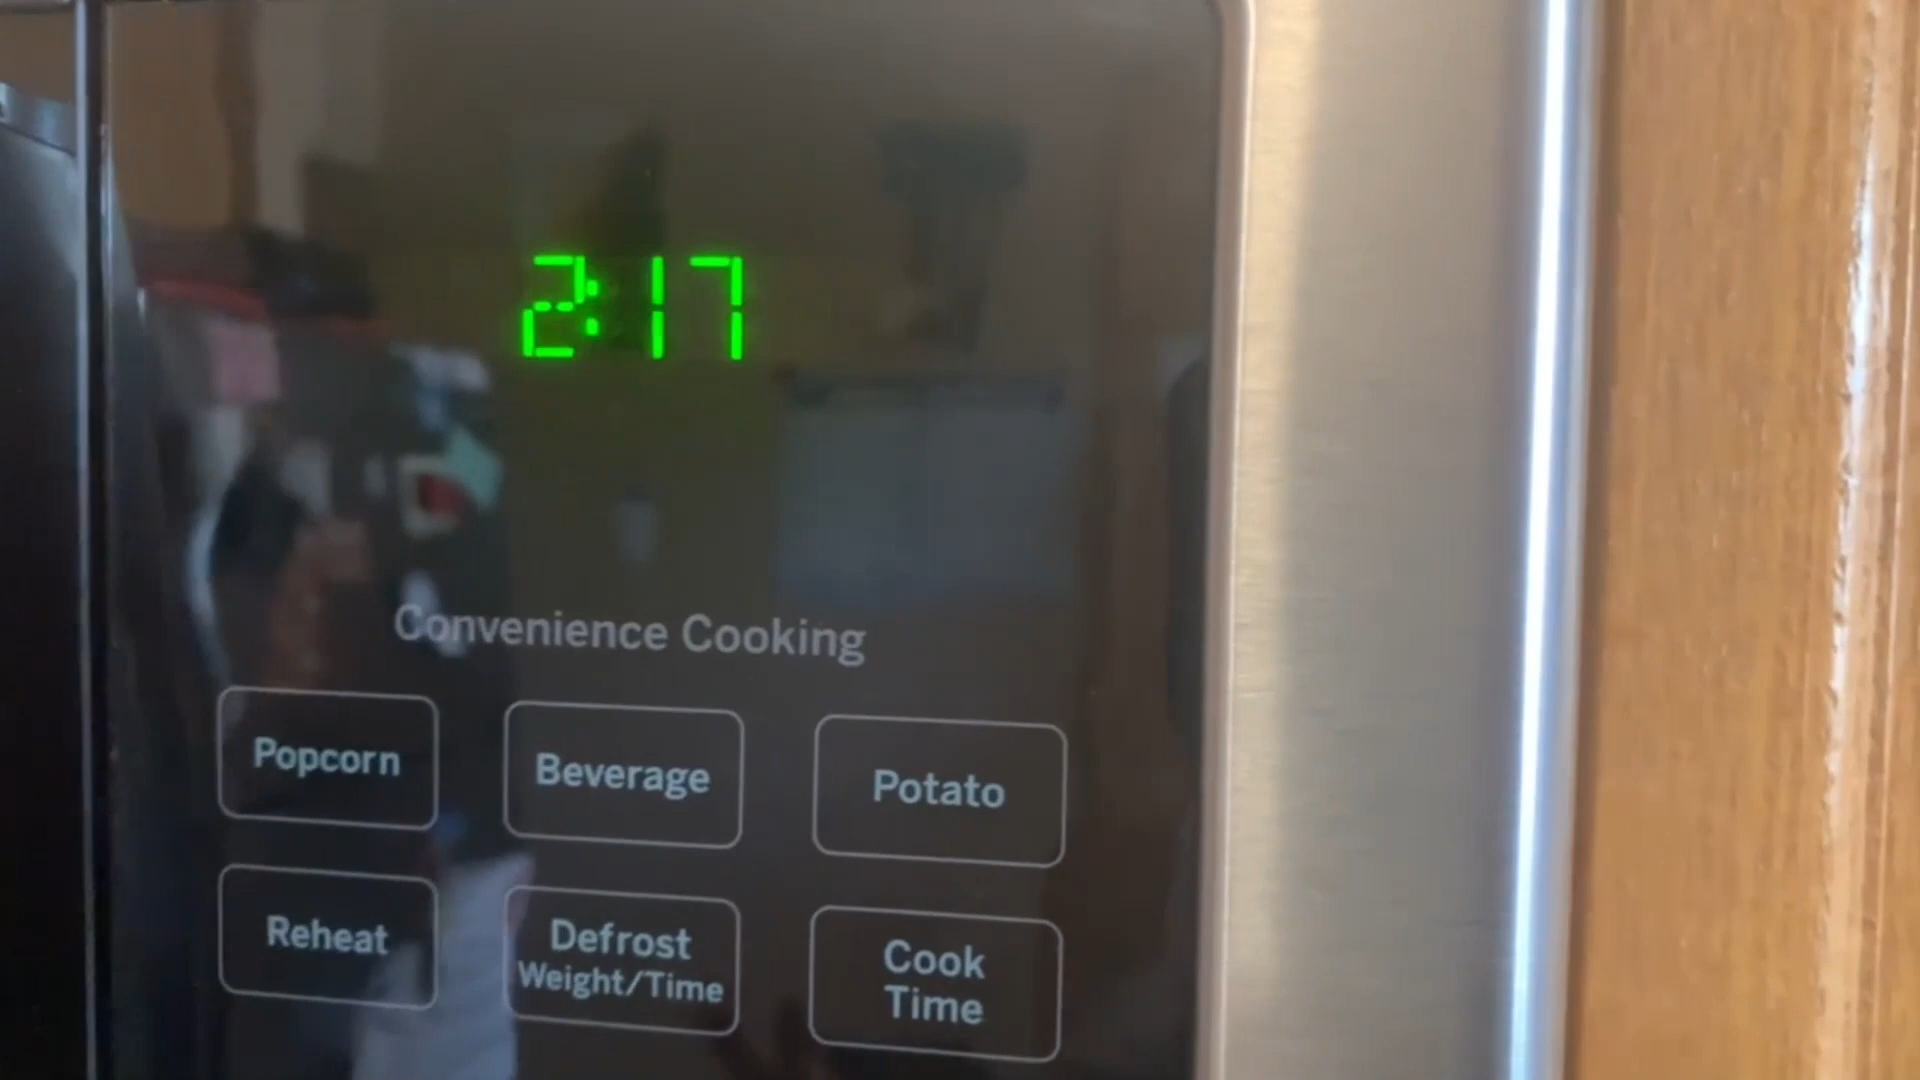 2:17
Convenience Cooking
Popcorn
Beverage
Potato
Reheat
Defrost
Weight/Time
Cook
Time